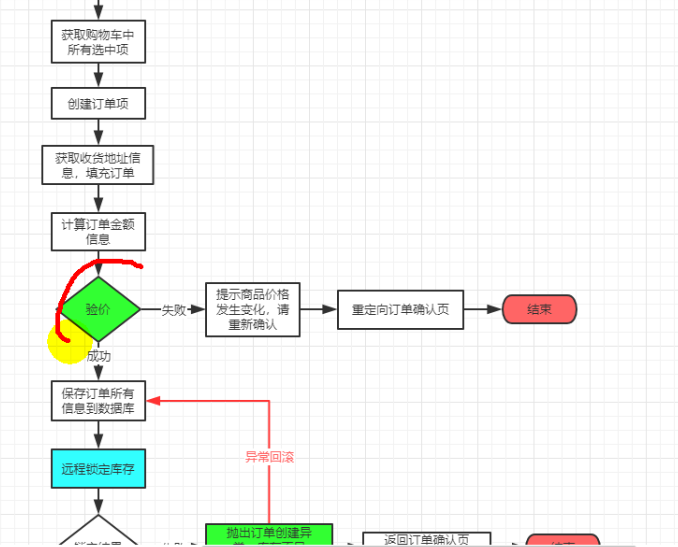 获取购物车中
所有选中项
创建订单项
获取收货地址信
息，填充订单
计算订单金额
信息
验价
失败
提示商品价格
发生变化，请
重新确认
重定向订单确认页
结束
成功
保存订单所有
信息到数据库
异常回滚
远程锁定库存
抛出订单创建异
返回订单确认页